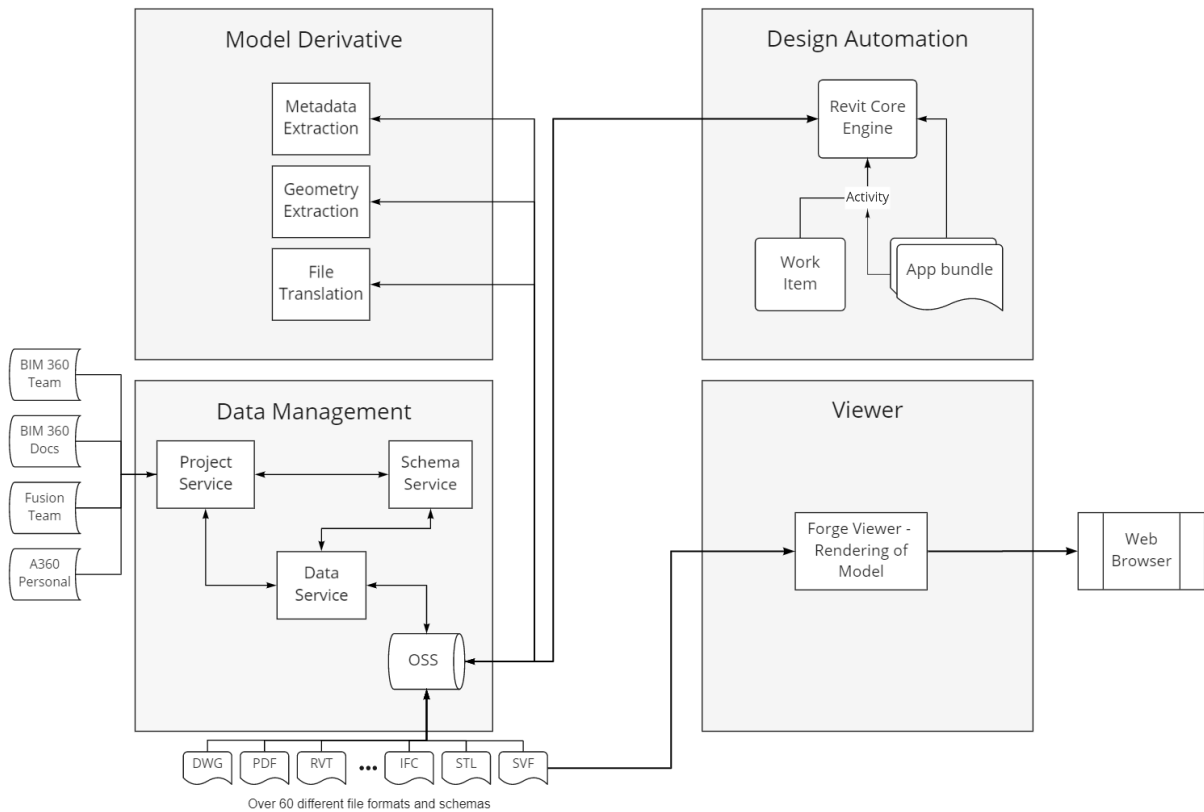 Model Derivative
Metadata
Extraction
Geometry
Extraction
File
Translation
Design Automation
Revit Core
Engine
Activity
Work
Item
App bundle
BIM 360
Team
BIM 360
Docs
Fusion
Team
A360
Personal
Data Management
Project
Service
Schema
Service
Data
Service
OSS
Viewer
Forge Viewer -
Rendering of
Model
Web
Browser
DWG
PDF
RVT
•••
IFC
STL
SVF
Over 60 different file formats and schemas